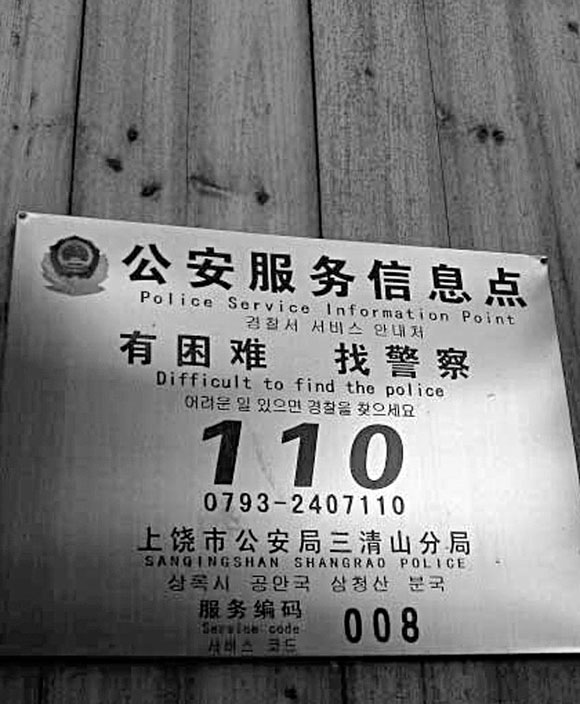 公安服务信息点
Police Service Information Point
경찰서 서비스 안내처
有困难 找警察
Difficult to find the police
어려운 일 있으면 경찰을 찾으세요
110
0793-2407110
上饶市公安局三清山分局
SANQINGSHAN SHANGRAO POLICE
상록시 공안국 삼청산 분국
服务编码 008
Service code
서비스 코드